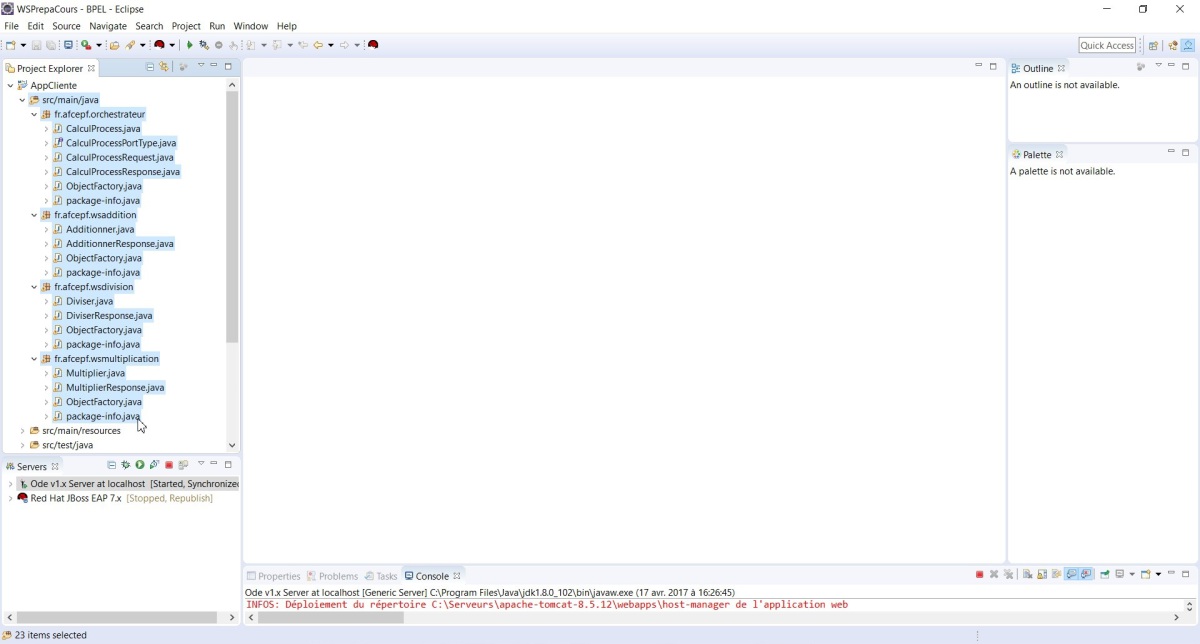 WSPrepaCours - BPEL - Eclipse
File Edit Source Navigate Search Project Run Window Help
Quick Access
Project Explorer
AppCliente
src/main/java
fr.afcepf.orchestrateur
CalculProcess.java
CalculProcessPortType.java
CalculProcessRequest.java
CalculProcessResponse.java
ObjectFactory.java
package-info.java
fr.afcepf.wsaddition
Additionner.java
AdditionnerResponse.java
ObjectFactory.java
package-info.java
fr.afcepf.wsdivision
Diviser.java
DiviserResponse.java
ObjectFactory.java
package-info.java
fr.afcepf.wsmultiplication
Multiplier.java
MultiplierResponse.java
ObjectFactory.java
package-info.java
src/main/resources
src/test/java
Servers
Ode v1.x Server at localhost [Started, Synchronized
Red Hat JBoss EAP 7.x [Stopped, Republish]
Outline
An outline is not available.
Palette
A palette is not available.
Properties Problems Tasks Console
Ode v1.x Server at localhost [Generic Server] C:\Program Files\Java\jdk1.8.0_102\bin\javaw.exe (17 avr. 2017 à 16:26:45)
INFOS: Déploiement du répertoire C:\Serveurs\apache-tomcat-8.5.12\webapps\host-manager de l'application web
23 items selected